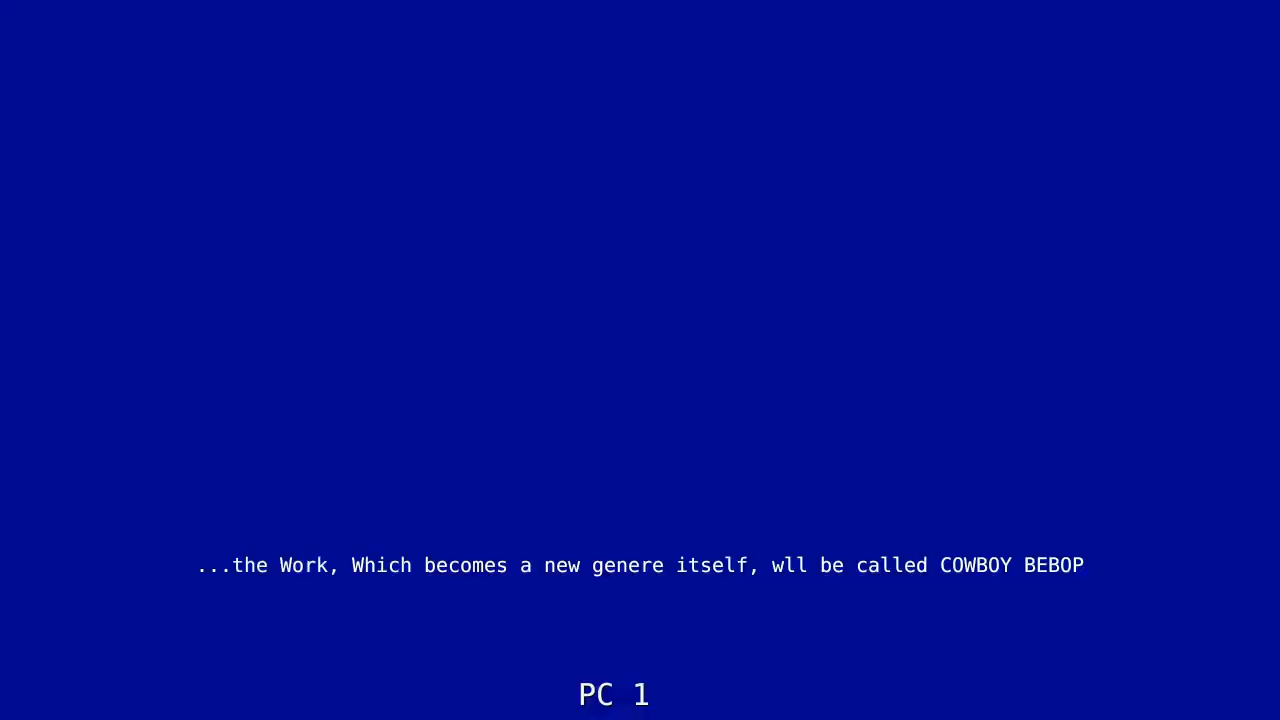 ...the Work, Which becomes a new genere itself, wll be called COWBOY BEBOP
PC 1